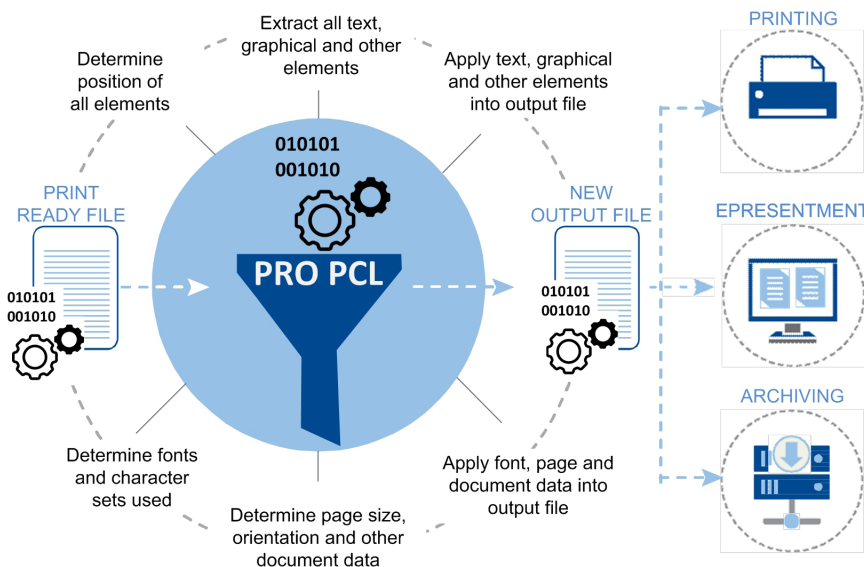 Extract all text,
graphical and other
elements
Determine
position of
all elements
Apply text, graphical
and other elements
into output file
PRINTING
010101
001010
PRINT
READY FILE
NEW
OUTPUT FILE
EPRESENTMENT
PRO PCL
010101
001010
010101
001010
ARCHIVING
Determine fonts
and character
sets used
Apply font, page and
document data into
output file
Determine page size,
orientation and other
document data